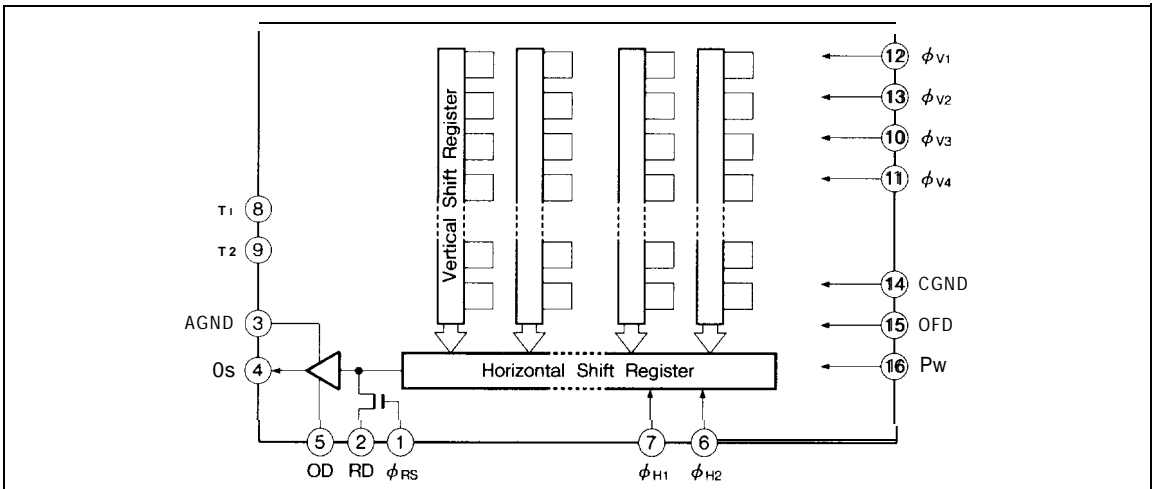 12 ϕV1
13 ϕV2
10 ϕV3
11 ϕV4
Vertical Shift Register
T1 8
T2 9
14 CGND
AGND 3
15 OFD
Os 4
Horizontal Shift Register
16 Pw
5 2 1 7 6
OD RD ϕRS ϕH1 ϕH2